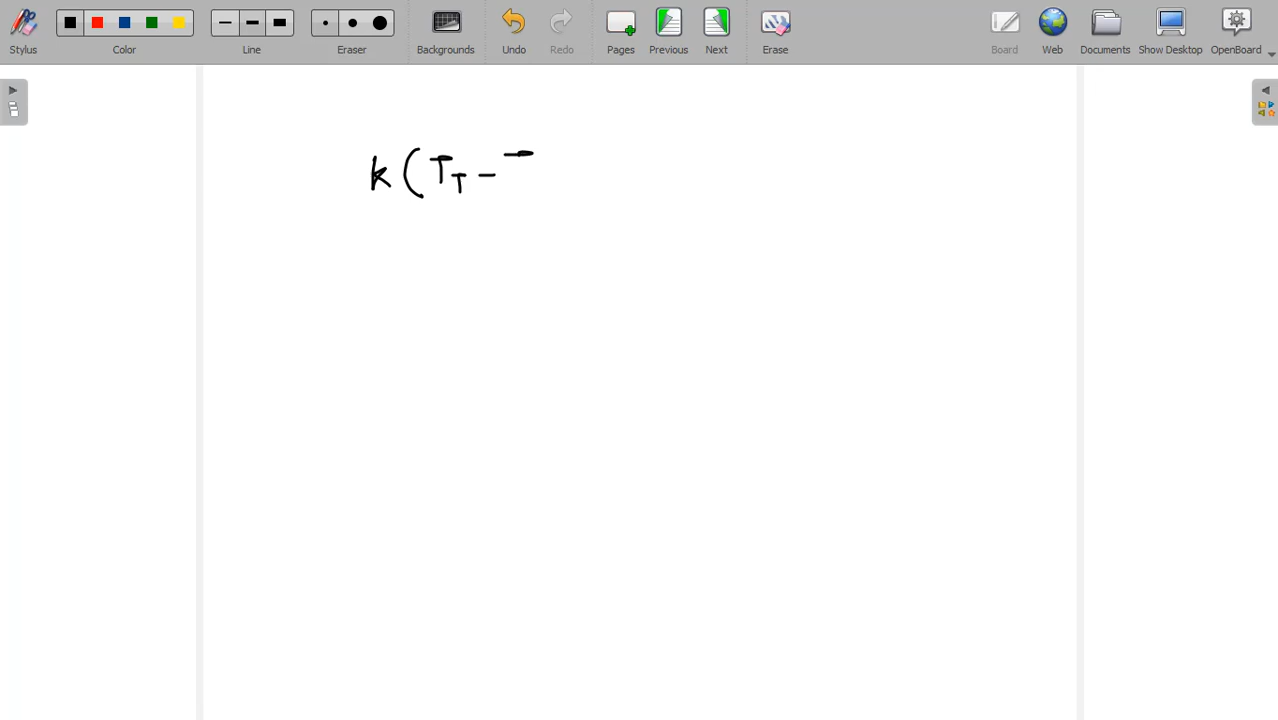 Stylus Color Line Eraser Backgrounds Undo Redo Pages Previous Next Erase Board Web Documents Show Desktop OpenBoard
k(T_T -